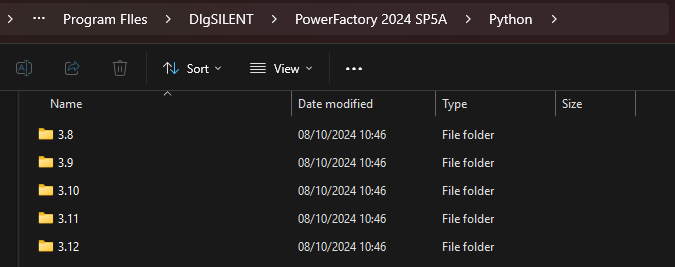 Program FIles > DIgSILENT > PowerFactory 2024 SP5A > Python >
Sort View
Name Date modified Type Size
3.8 08/10/2024 10:46 File folder
3.9 08/10/2024 10:46 File folder
3.10 08/10/2024 10:46 File folder
3.11 08/10/2024 10:46 File folder
3.12 08/10/2024 10:46 File folder